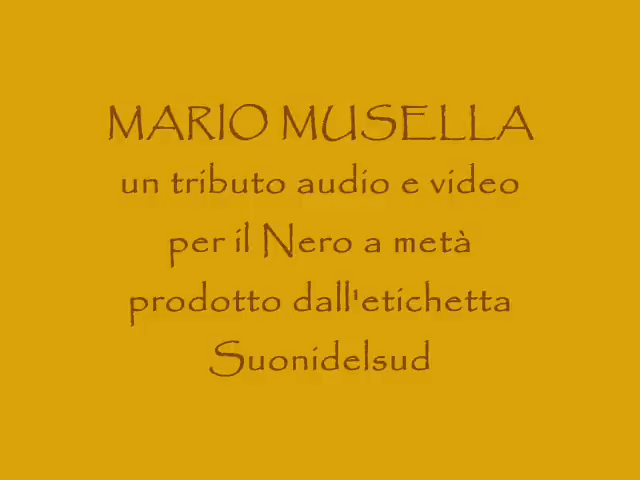 MARIO MUSELLA
un tributo audio e video
per il Nero a metà
prodotto dall'etichetta
Suonidelsud